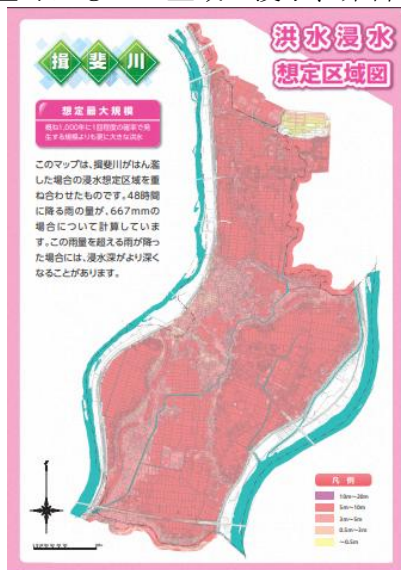 洪水浸水
想定区域図
揖斐川
想定最大規模
概ね1,000年に1回程度の確率で発
生する規模よりも更に大きな洪水
このマップは、揖斐川がはん濫
した場合の浸水想定区域を重
ね合わせたものです。48時間
に降る雨の量が、667mmの
場合について計算していま
す。この雨量を超える雨が降っ
た場合には、浸水深がより深く
なることがあります。
凡例
10m〜20m
5m〜10m
3m〜5m
0.5m〜3m
〜0.5m